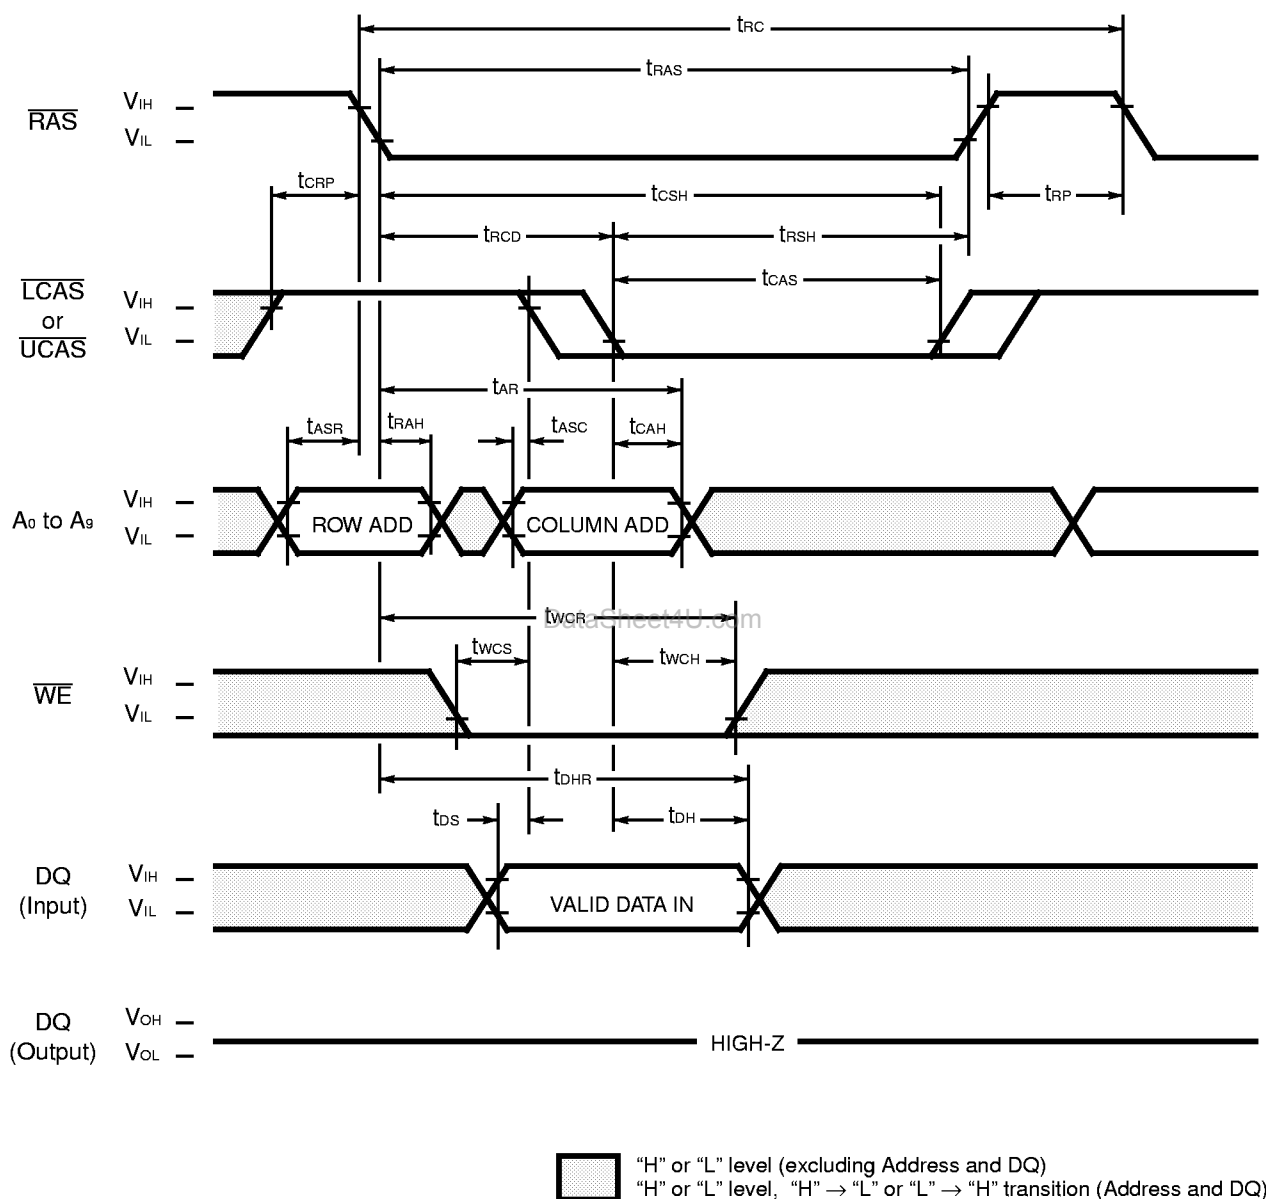 tRC
tRAS
RAS
VIH
VIL
tCRP
tCSH
tRP
tRCD
tRSH
tCAS
LCAS
or
UCAS
VIH
VIL
tAR
tASR
tRAH
tASC
tCAH
A0 to A9
VIH
VIL
ROW ADD
COLUMN ADD
DataSheet4U.com
tWCR
tWCS
tWCH
WE
VIH
VIL
tDHR
tDS
tDH
DQ
(Input)
VIH
VIL
VALID DATA IN
DQ
(Output)
VOH
VOL
HIGH-Z
“H” or “L” level (excluding Address and DQ)
“H” or “L” level, “H” → “L” or “L” → “H” transition (Address and DQ)